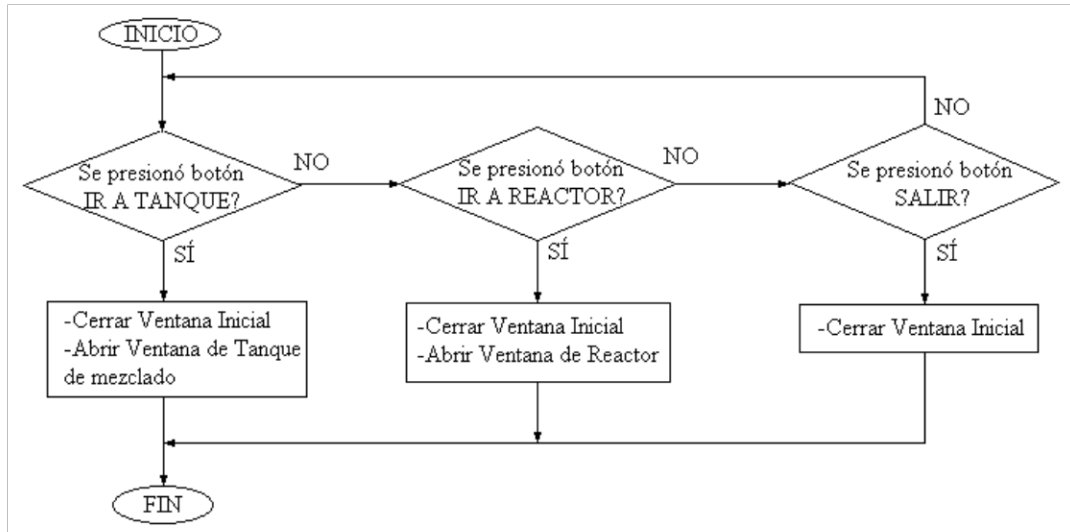 INICIO
NO
Se presionó botón
IR A TANQUE?
NO
Se presionó botón
IR A REACTOR?
NO
Se presionó botón
SALIR?
SÍ
SÍ
SÍ
-Cerrar Ventana Inicial
-Abrir Ventana de Tanque
de mezclado
-Cerrar Ventana Inicial
-Abrir Ventana de Reactor
-Cerrar Ventana Inicial
FIN